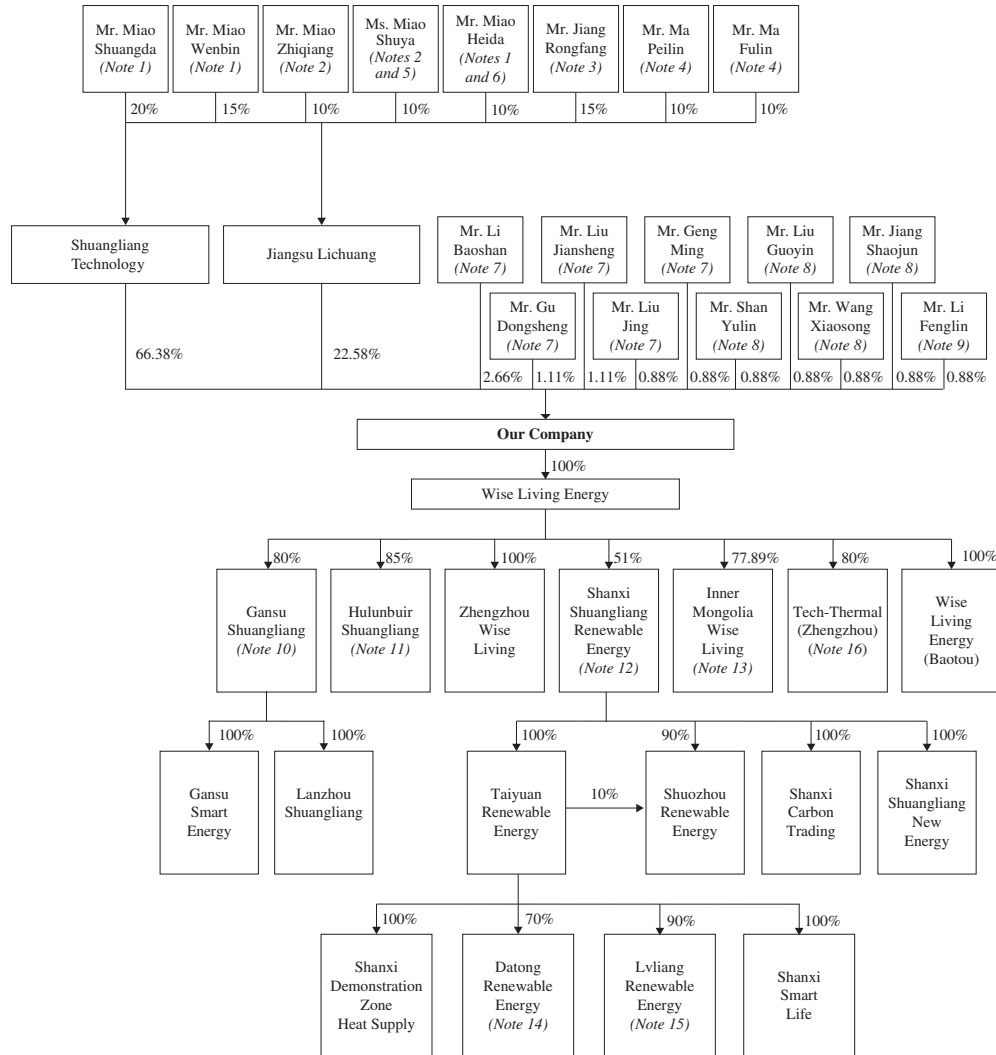 Mr. Miao
Shuangda
(Note 1)
Mr. Miao
Wenbin
(Note 1)
Mr. Miao
Zhiqiang
(Note 2)
Ms. Miao
Shuya
(Notes 2
and 5)
Mr. Miao
Heida
(Notes 1
and 6)
Mr. Jiang
Rongfang
(Note 3)
Mr. Ma
Peilin
(Note 4)
Mr. Ma
Fulin
(Note 4)
20%
15%
10%
10%
10%
15%
10%
10%
Shuangliang
Technology
Jiangsu Lichuang
Mr. Li
Baoshan
(Note 7)
Mr. Liu
Jiansheng
(Note 7)
Mr. Geng
Ming
(Note 7)
Mr. Liu
Guoyin
(Note 8)
Mr. Jiang
Shaojun
(Note 8)
Mr. Gu
Dongsheng
(Note 7)
Mr. Liu
Jing
(Note 7)
Mr. Shan
Yulin
(Note 8)
Mr. Wang
Xiaosong
(Note 8)
Mr. Li
Fenglin
(Note 9)
66.38%
22.58%
2.66%
1.11%
1.11%
0.88%
0.88%
0.88%
0.88%
0.88%
0.88%
0.88%
Our Company
100%
Wise Living Energy
80%
85%
100%
51%
77.89%
80%
100%
Gansu
Shuangliang
(Note 10)
Hulunbuir
Shuangliang
(Note 11)
Zhengzhou
Wise
Living
Shanxi
Shuangliang
Renewable
Energy
(Note 12)
Inner
Mongolia
Wise
Living
(Note 13)
Tech-Thermal
(Zhengzhou)
(Note 16)
Wise
Living
Energy
(Baotou)
100%
100%
100%
90%
100%
100%
Gansu
Smart
Energy
Lanzhou
Shuangliang
Taiyuan
Renewable
Energy
10%
Shuozhou
Renewable
Energy
Shanxi
Carbon
Trading
Shanxi
Shuangliang
New
Energy
100%
70%
90%
100%
Shanxi
Demonstration
Zone
Heat Supply
Datong
Renewable
Energy
(Note 14)
Lvliang
Renewable
Energy
(Note 15)
Shanxi
Smart
Life